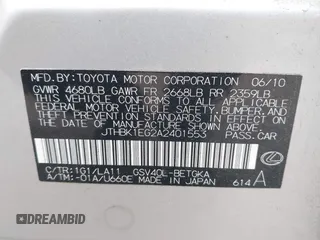 MFD.BY:TOYOTA MOTOR CORPORATION 06/10
GVWR 4680LB GAWR FR 2668LB RR 2359LB
THIS VEHICLE CONFORMS TO ALL APPLICABLE
FEDERAL MOTOR VEHICLE SAFETY, BUMPER, AND
THEFT PREVENTION STANDARDS IN EFFECT ON
THE DATE OF MANUFACTURE SHOWN ABOVE.
JTHBK1EG2A2401553 PASS.CAR
C/TR:1G1/LA11 GSV40L-BETGKA
A/TM:-01A/U660E MADE IN JAPAN 614 A
DREAMBID
DREAMBID.COM